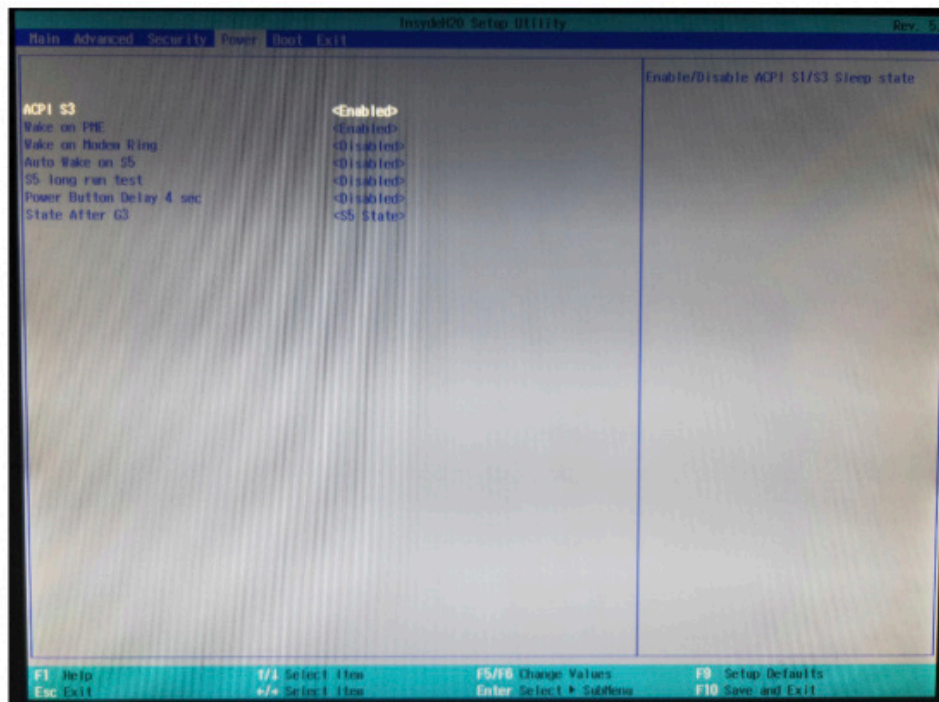 InsydeH20 Setup Utility Rev. 5
Main Advanced Security Power Boot Exit
Enable/Disable ACPI S1/S3 Sleep state
ACPI S3 <Enabled>
Wake on PME <Enabled>
Wake on Modem Ring <Disabled>
Auto Wake on S5 <Disabled>
S5 long run test <Disabled>
Power Button Delay 4 sec <Disabled>
State After G3 <S5 State>
F1 Help ↑/↓ Select Item F5/F6 Change Values F9 Setup Defaults
Esc Exit ←/→ Select Item Enter Select ▶ SubMenu F10 Save and Exit